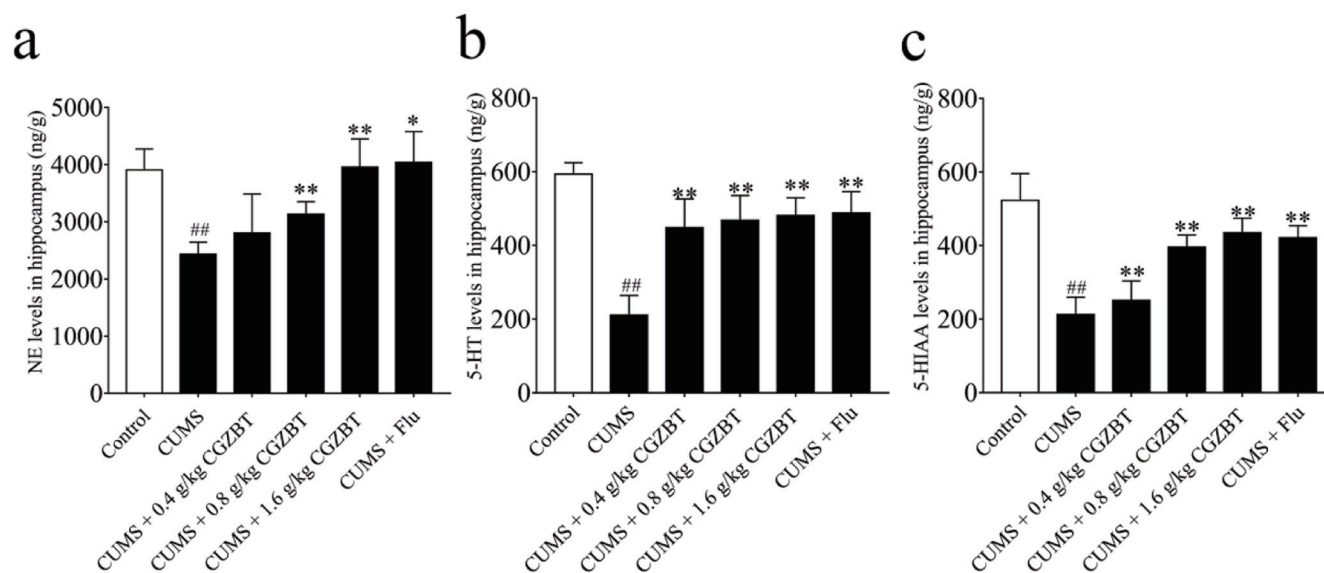 a
NE levels in hippocampus (ng/g)
5000
4000
3000
2000
1000
0
##
**
**
*
Control
CUMS
CUMS + 0.4 g/kg CGZBT
CUMS + 0.8 g/kg CGZBT
CUMS + 1.6 g/kg CGZBT
CUMS + Flu
b
5-HT levels in hippocampus (ng/g)
800
600
400
200
0
##
**
**
**
**
Control
CUMS
CUMS + 0.4 g/kg CGZBT
CUMS + 0.8 g/kg CGZBT
CUMS + 1.6 g/kg CGZBT
CUMS + Flu
c
5-HIAA levels in hippocampus (ng/g)
800
600
400
200
0
##
**
**
**
**
Control
CUMS
CUMS + 0.4 g/kg CGZBT
CUMS + 0.8 g/kg CGZBT
CUMS + 1.6 g/kg CGZBT
CUMS + Flu